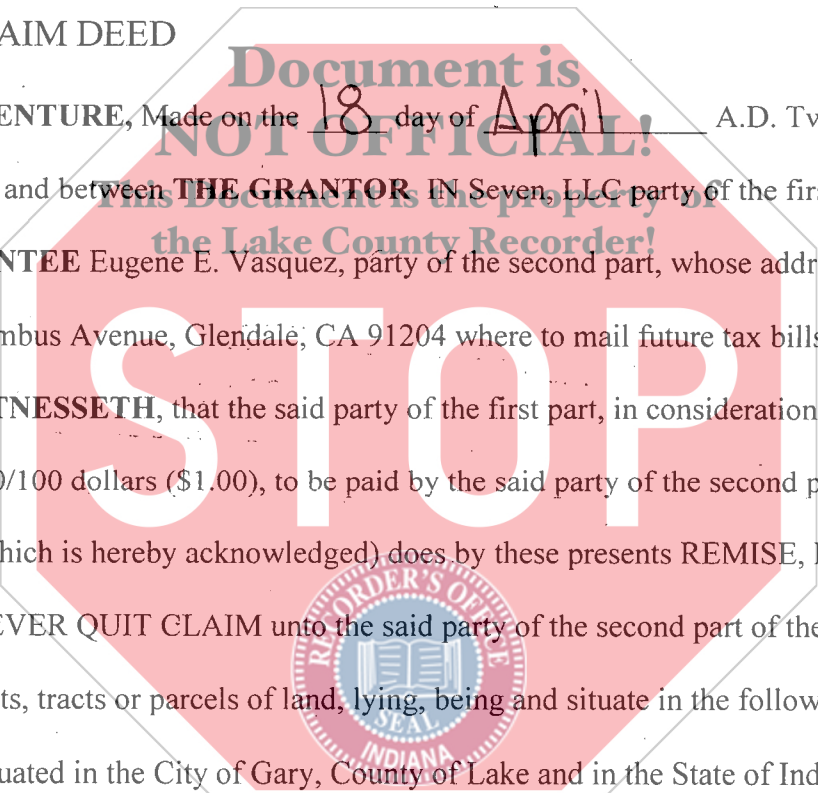 AIM DEED
Document is
ENTURE, Made on the 18 day of April A.D. Tw
NOT OFFICIAL!
and between THE GRANTOR IN Seven, LLC party of the firs
This Document is the property of
the Lake County Recorder!
NTEE Eugene E. Vasquez, party of the second part, whose addr
mbus Avenue, Glendale, CA 91204 where to mail future tax bills
TNESSETH, that the said party of the first part, in consideration
STOP
0/100 dollars ($1.00), to be paid by the said party of the second p
hich is hereby acknowledged) does by these presents REMISE,
EVER QUIT CLAIM unto the said party of the second part of the
RECORDER'S OFFICE
ts, tracts or parcels of land, lying, being and situate in the follow
SEAL
INDIANA
uated in the City of Gary, County of Lake and in the State of Ind